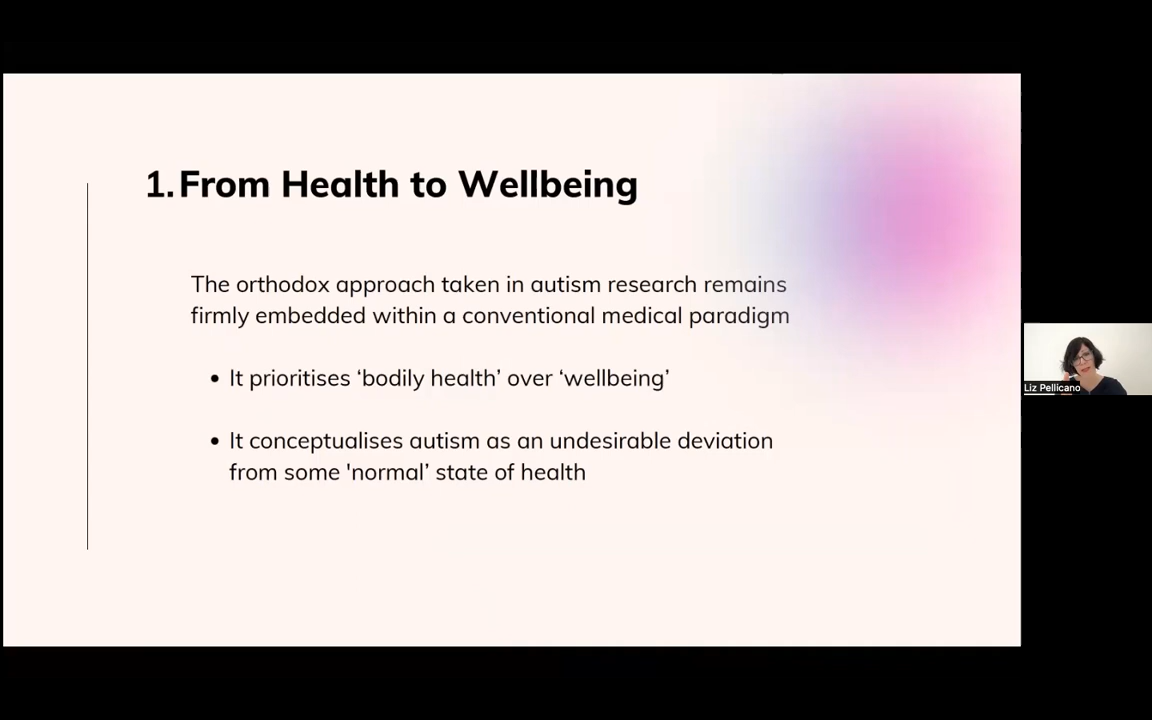 1. From Health to Wellbeing
The orthodox approach taken in autism research remains
firmly embedded within a conventional medical paradigm
• It prioritises ‘bodily health’ over ‘wellbeing’
• It conceptualises autism as an undesirable deviation
from some 'normal’ state of health
Liz Pellicano